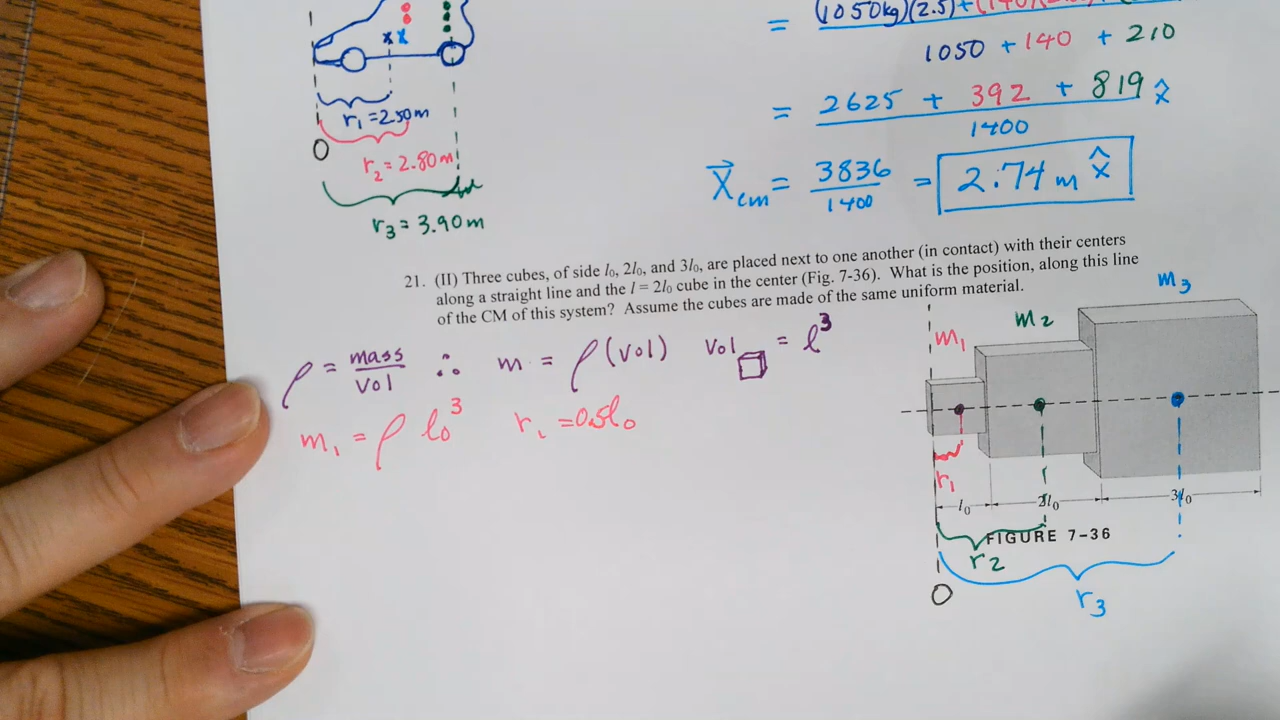 = (1050kg)(2.5)+
1050 + 140 + 210
= 2625 + 392 + 819 x̂
1400
X⃗cm = 3836 = 2.74 m x̂
1400
r₁=2.50m
O
r₂=2.80m
r₃=3.90m
21. (II) Three cubes, of side l₀, 2l₀, and 3l₀, are placed next to one another (in contact) with their centers
along a straight line and the l = 2l₀ cube in the center (Fig. 7-36). What is the position, along this line
of the CM of this system? Assume the cubes are made of the same uniform material.
ρ = mass ∴ m = ρ(vol) vol = l³
vol
m₁ = ρ l₀³ r₁ =0.5l₀
m₁
m₂
m₃
r₁
l₀ 2l₀ 3l₀
FIGURE 7-36
r₂
r₃
O